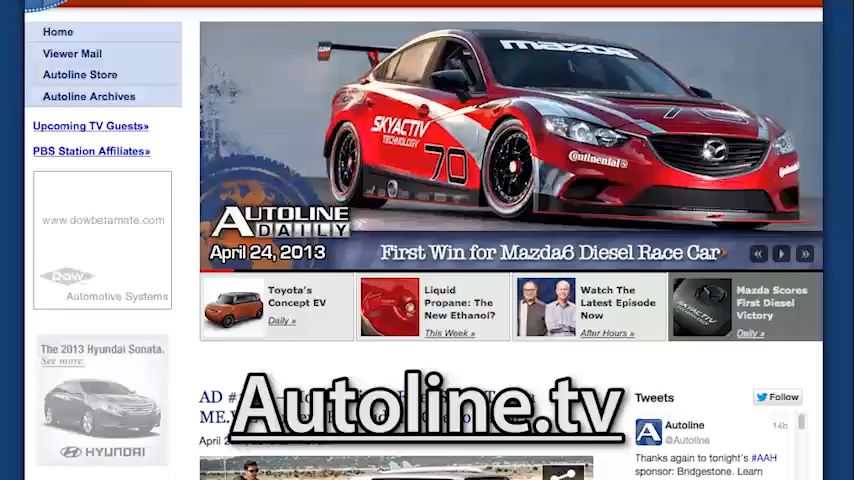 Home
Viewer Mail
Autoline Store
Autoline Archives
Upcoming TV Guests»
PBS Station Affiliates»
www.dowbetamate.com
Dow
Automotive Systems
The 2013 Hyundai Sonata.
See more.
HYUNDAI
mazda
SKYACTIV
TECHNOLOGY
70
Continental
AUTOLINE
DAILY
April 24, 2013
First Win for Mazda6 Diesel Race Car
Toyota's
Concept EV
Daily »
Liquid
Propane: The
New Ethanol?
This Week »
Watch The
Latest Episode
Now
After Hours »
SKYACTIV
Mazda Scores
First Diesel
Victory
Daily »
AD #
ME.
April 2
Autoline.tv
Tweets
Follow
Autoline
@Autoline
14h
Thanks again to tonight's #AAH
sponsor: Bridgestone. Learn